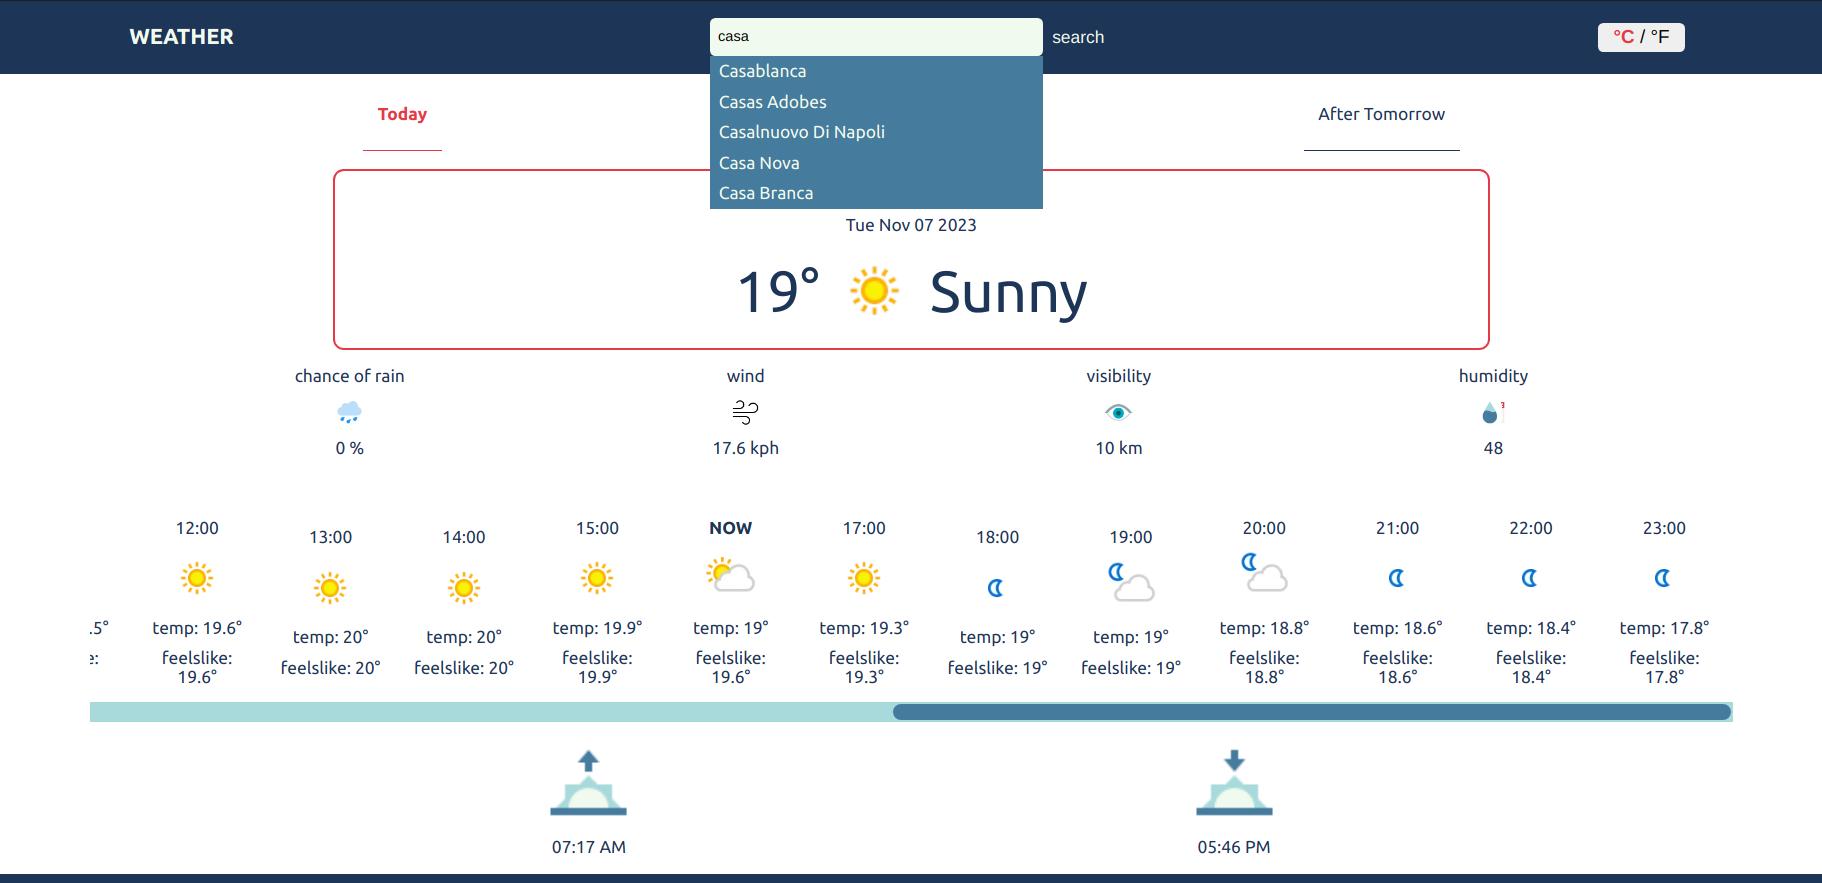 WEATHER
casa
search
°C / °F
Casablanca
Casas Adobes
Casalnuovo Di Napoli
Casa Nova
Casa Branca
Today
After Tomorrow
Tue Nov 07 2023
19° Sunny
chance of rain
wind
visibility
humidity
0 %
17.6 kph
10 km
48
12:00
13:00
14:00
15:00
NOW
17:00
18:00
19:00
20:00
21:00
22:00
23:00
.5°
temp: 19.6°
temp: 20°
temp: 20°
temp: 19.9°
temp: 19°
temp: 19.3°
temp: 19°
temp: 19°
temp: 18.8°
temp: 18.6°
temp: 18.4°
temp: 17.8°
feelslike:
19.6°
feelslike: 20°
feelslike: 20°
feelslike:
19.9°
feelslike:
19.6°
feelslike:
19.3°
feelslike: 19°
feelslike: 19°
feelslike:
18.8°
feelslike:
18.6°
feelslike:
18.4°
feelslike:
17.8°
07:17 AM
05:46 PM